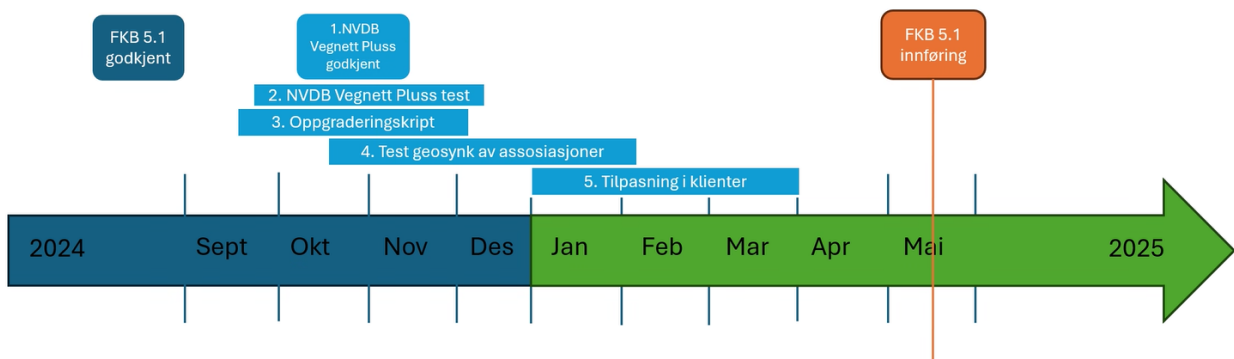 FKB 5.1
godkjent
1.NVDB
Vegnett Pluss
godkjent
FKB 5.1
innføring
2. NVDB Vegnett Pluss test
3. Oppgraderingskript
4. Test geosynk av assosiasjoner
5. Tilpasning i klienter
2024 Sept Okt Nov Des Jan Feb Mar Apr Mai 2025